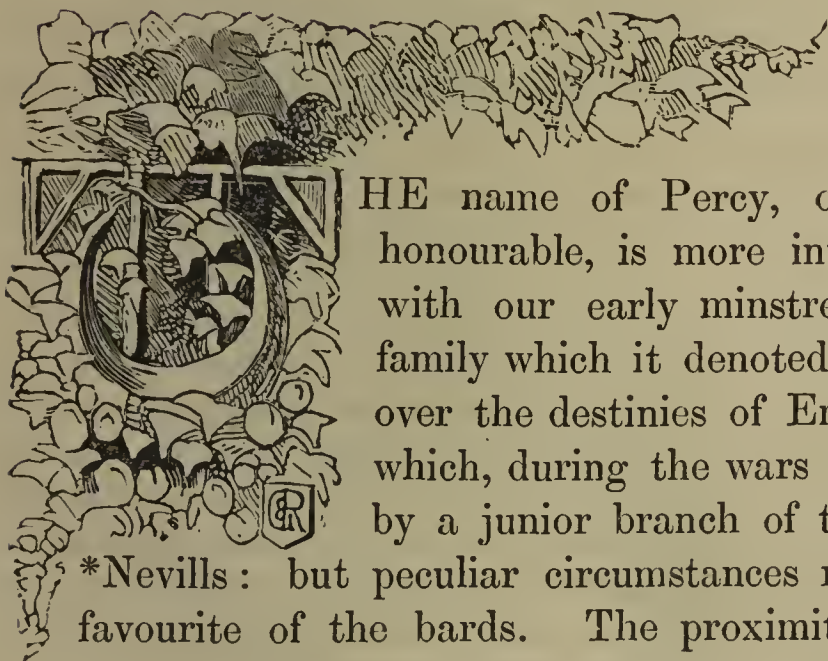 THE name of Percy,
honourable, is more
with our early
family which it denoted
over the destinies of
which, during the wars
by a junior branch of
*Nevills: but peculiar circumstances
favourite of the bards. The